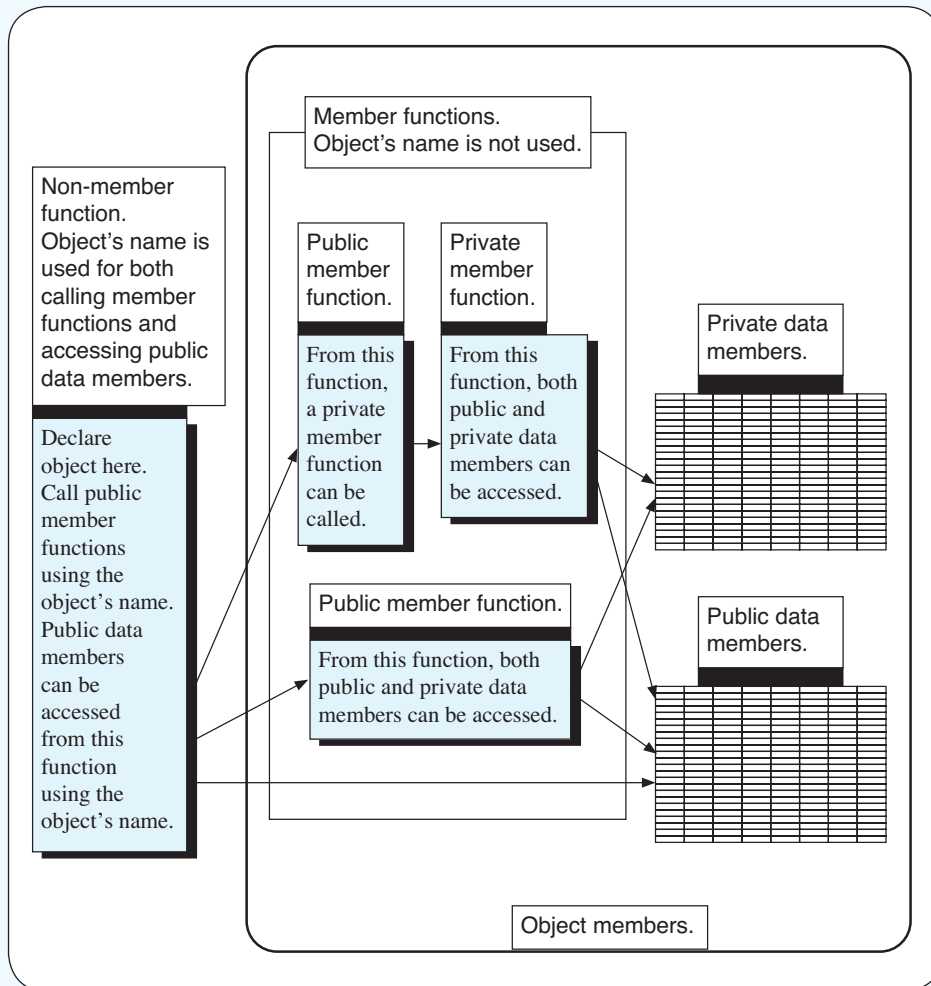 Member functions.
Object's name is not used.
Non-member
function.
Object's name is
used for both
calling member
functions and
accessing public
data members.
Declare
object here.
Call public
member
functions
using the
object's name.
Public data
members
can be
accessed
from this
function
using the
object's name.
Public
member
function.
From this
function,
a private
member
function
can be
called.
Private
member
function.
From this
function, both
public and
private data
members can
be accessed.
Public member function.
From this function, both
public and private data
members can be accessed.
Private data
members.
Public data
members.
Object members.